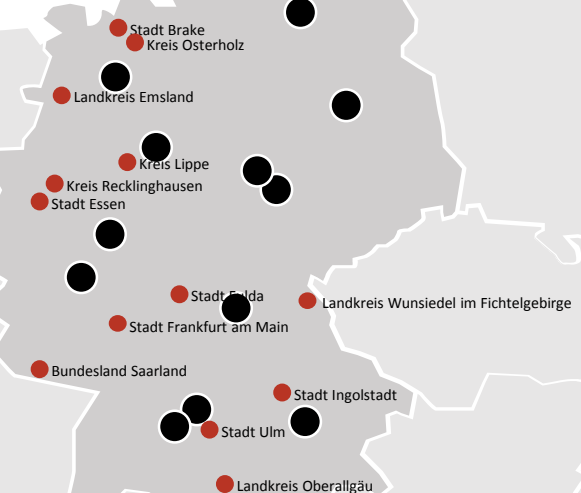 Stadt Brake
Kreis Osterholz
Landkreis Emsland
Kreis Lippe
Kreis Recklinghausen
Stadt Essen
Stadt
Landkreis Wunsiedel im Fichtelgebirge
Stadt Frankfurt am Main
Bundesland Saarland
Stadt Ingolstadt
Stadt Ulm
Landkreis Oberallgäu